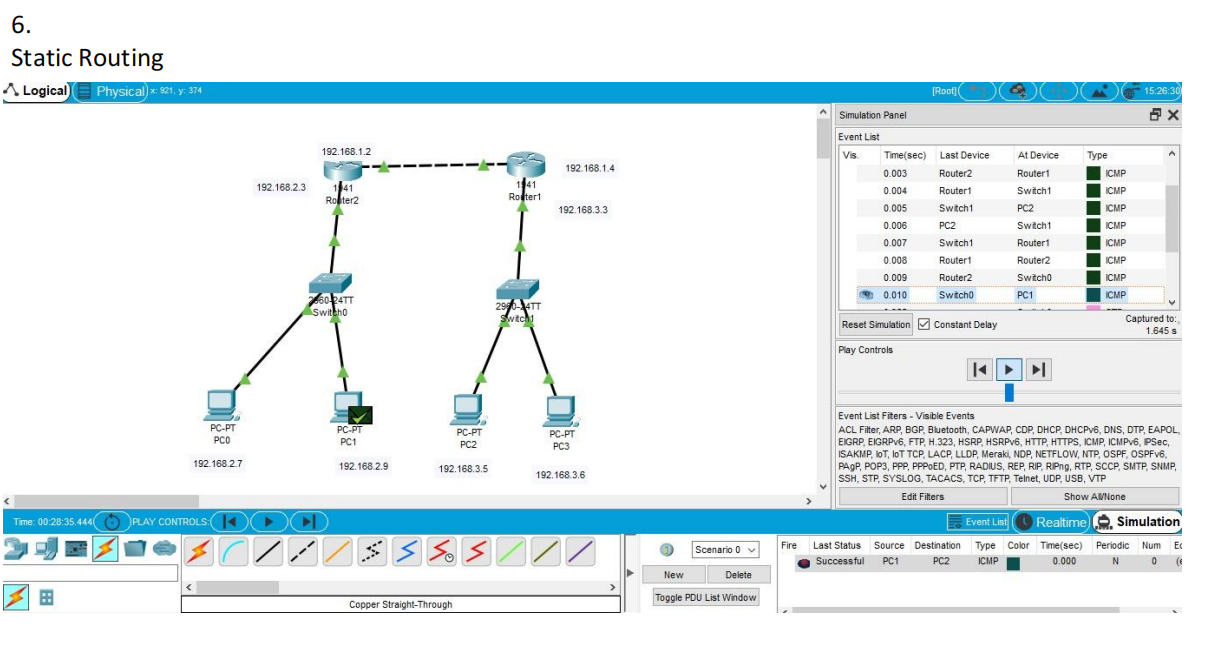 6.
Static Routing
Logical Physical x: 921, y: 374 [Root] 15:26:30
192.168.1.2
192.168.1.4
192.168.2.3
1941
Router2
1941
Router1
192.168.3.3
2960-24TT
Switch0
2960-24TT
Switch1
PC-PT
PC0
PC-PT
PC1
PC-PT
PC2
PC-PT
PC3
192.168.2.7
192.168.2.9
192.168.3.5
192.168.3.6
Simulation Panel
Event List
Vis. Time(sec) Last Device At Device Type
0.003 Router2 Router1 ICMP
0.004 Router1 Switch1 ICMP
0.005 Switch1 PC2 ICMP
0.006 PC2 Switch1 ICMP
0.007 Switch1 Router1 ICMP
0.008 Router1 Router2 ICMP
0.009 Router2 Switch0 ICMP
0.010 Switch0 PC1 ICMP
Reset Simulation Constant Delay Captured to:
1.645 s
Play Controls
Event List Filters - Visible Events
ACL Filter, ARP, BGP, Bluetooth, CAPWAP, CDP, DHCP, DHCPv6, DNS, DTP, EAPOL,
EIGRP, EIGRPv6, FTP, H.323, HSRP, HSRPv6, HTTP, HTTPS, ICMP, ICMPv6, IPSec,
ISAKMP, IoT, IoT TCP, LACP, LLDP, Meraki, NDP, NETFLOW, NTP, OSPF, OSPFv6,
PAgP, POP3, PPP, PPPoED, PTP, RADIUS, REP, RIP, RIPng, RTP, SCCP, SMTP, SNMP,
SSH, STP, SYSLOG, TACACS, TCP, TFTP, Telnet, UDP, USB, VTP
Edit Filters Show All/None
Time: 00:28:35.444 PLAY CONTROLS: Event List Realtime Simulation
Scenario 0
New Delete
Toggle PDU List Window
Copper Straight-Through
Fire Last Status Source Destination Type Color Time(sec) Periodic Num
Successful PC1 PC2 ICMP 0.000 N 0